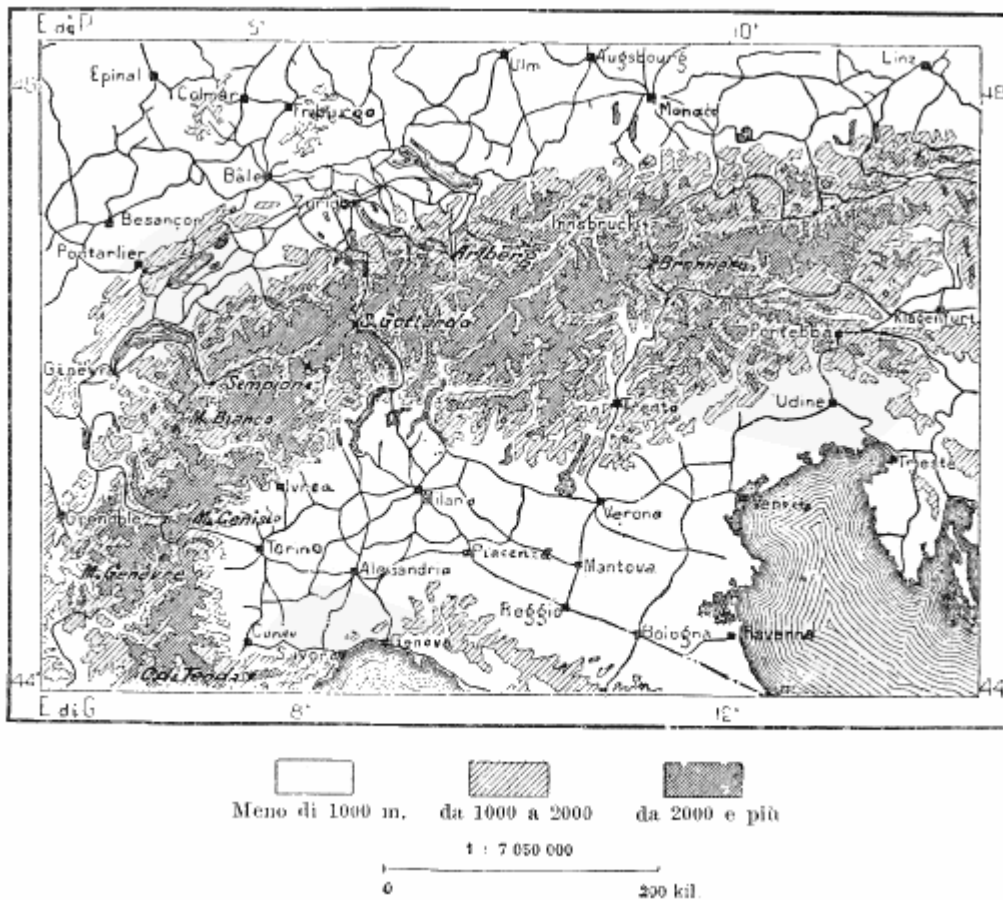 E di P 5° 10°
48 48
Epinal
Ulm
Augsbourg
Linz
Colmar
Friburgo
Monaco
Bâle
Zurigo
Besançon
Innsbruck
Pontarlier
Arlberg
Brennero
S. Gottardo
Klagenfurt
Pontebba
Ginevra
Sempione
M. Bianco
Trento
Udine
Trieste
Ivrea
Milano
Verona
Venezia
Grenoble
M. Cenisio
Torino
Piacenza
Mantova
M. Genèvre
Alessandria
Reggio
Cuneo
Savona
Genova
Bologna
Ravenna
C. di Tenda
44° 44
E di G 8° 12°
Meno di 1000 m. da 1000 a 2000 da 2000 e più
1 : 7 050 000
0 200 kil.